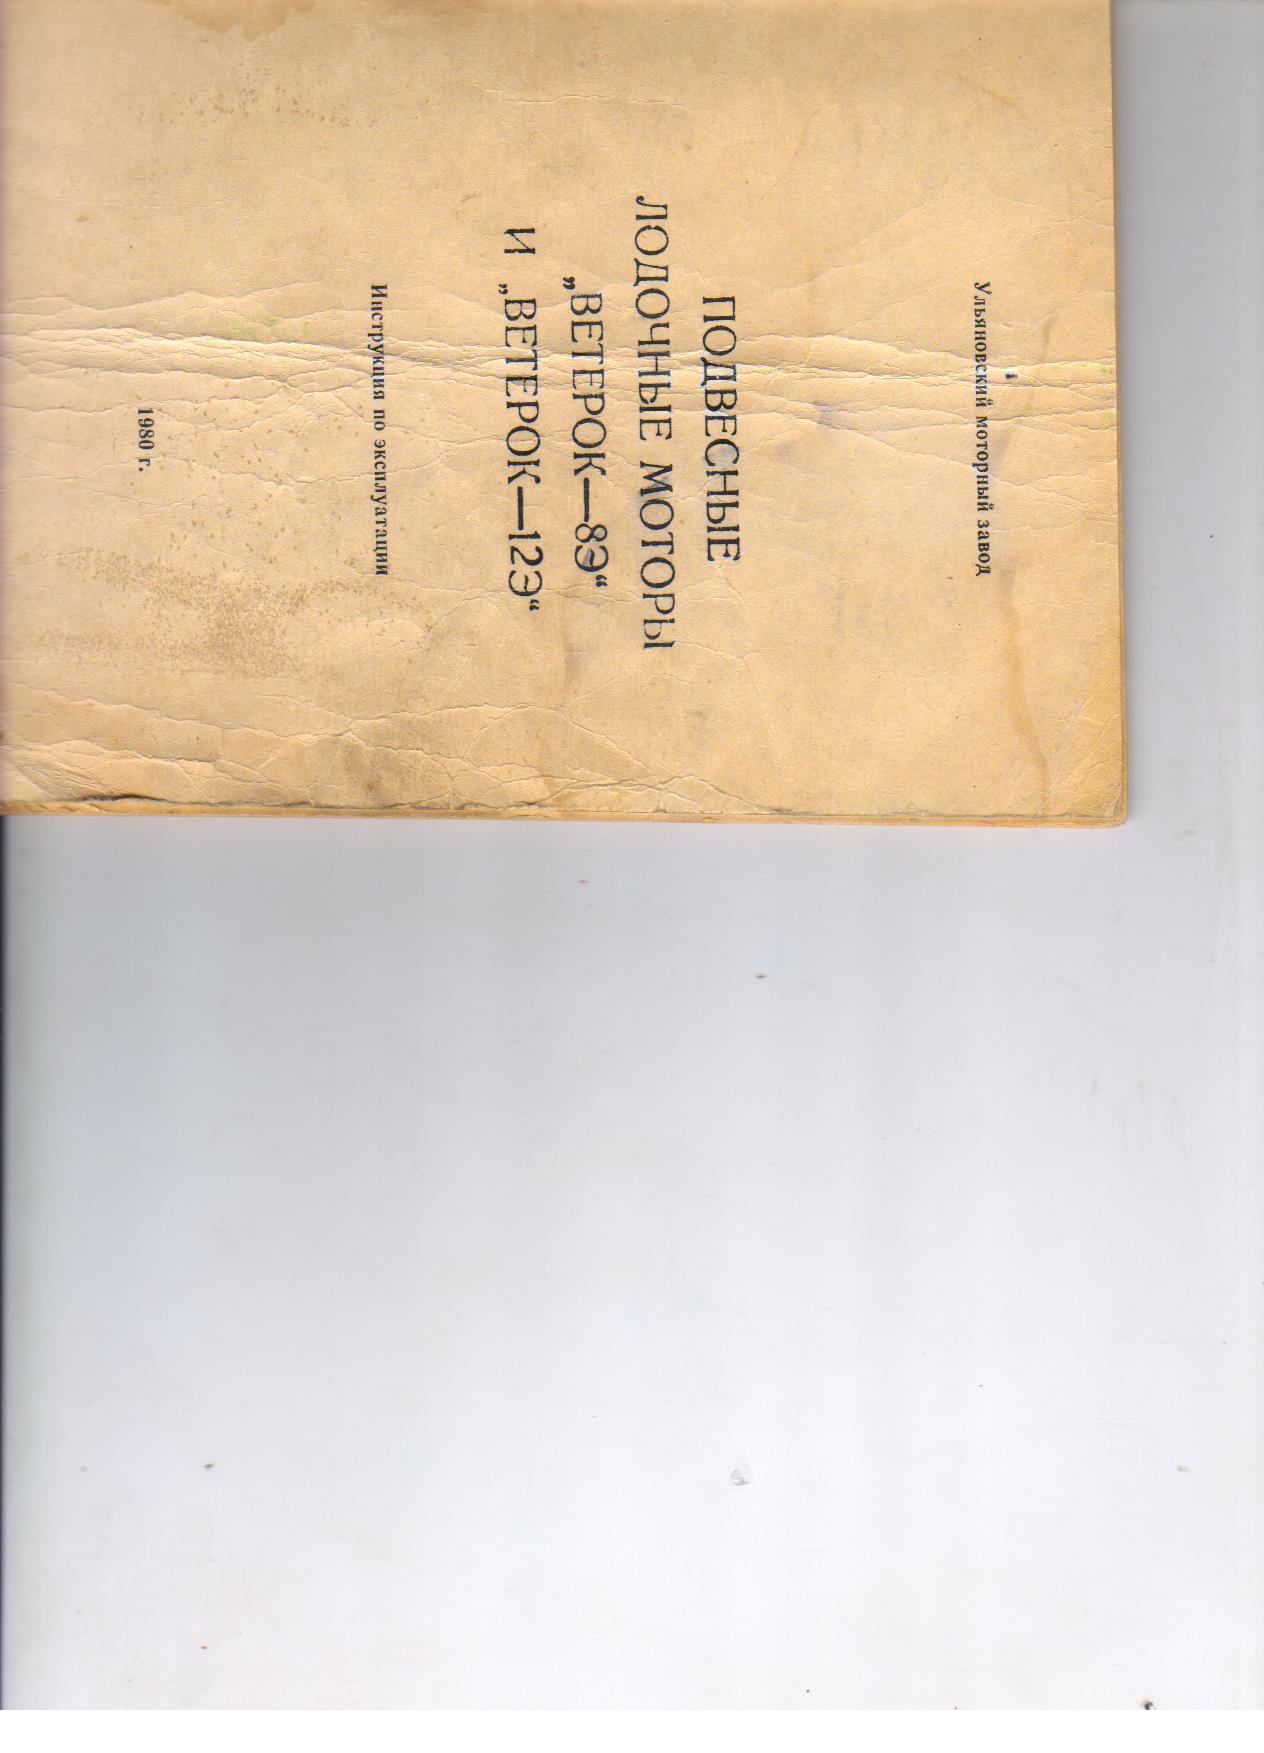 Ульяновский моторный завод
ПОДВЕСНЫЕ
ЛОДОЧНЫЕ МОТОРЫ
„ВЕТЕРОК—8Э“
И „ВЕТЕРОК—12Э“
Инструкция по эксплуатации
1980 г.